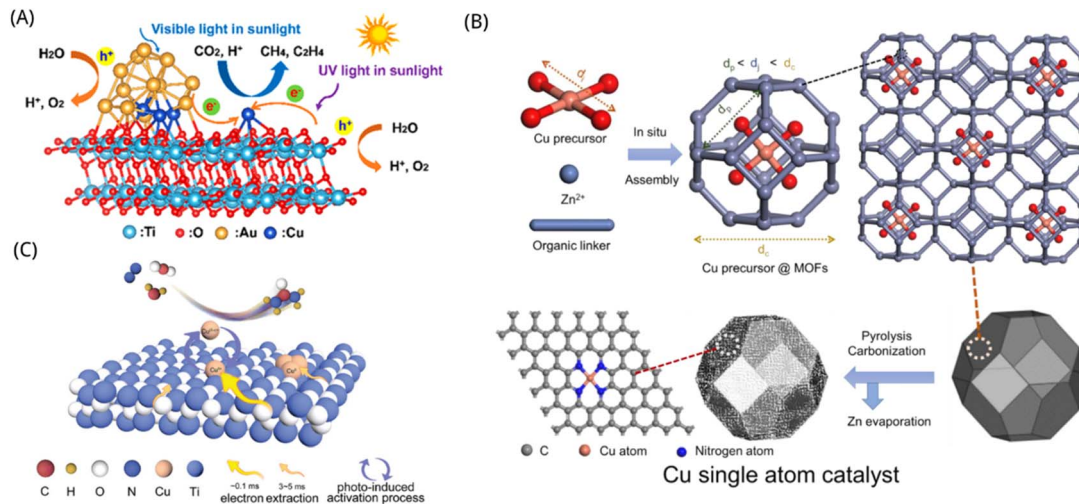 (A)
Visible light in sunlight
H2O
h+
CO2, H+
CH4, C2H4
UV light in sunlight
e-
e-
H+, O2
h+
H2O
H+, O2
:Ti :O :Au :Cu
(B)
Cu precursor
Zn2+
Organic linker
In situ
Assembly
dp < dj < dc
dp
dc
Cu precursor @ MOFs
Pyrolysis
Carbonization
Zn evaporation
C Cu atom Nitrogen atom
Cu single atom catalyst
(C)
C H O N Cu Ti
~0.1 ms 3~5 ms
electron extraction
photo-induced
activation process